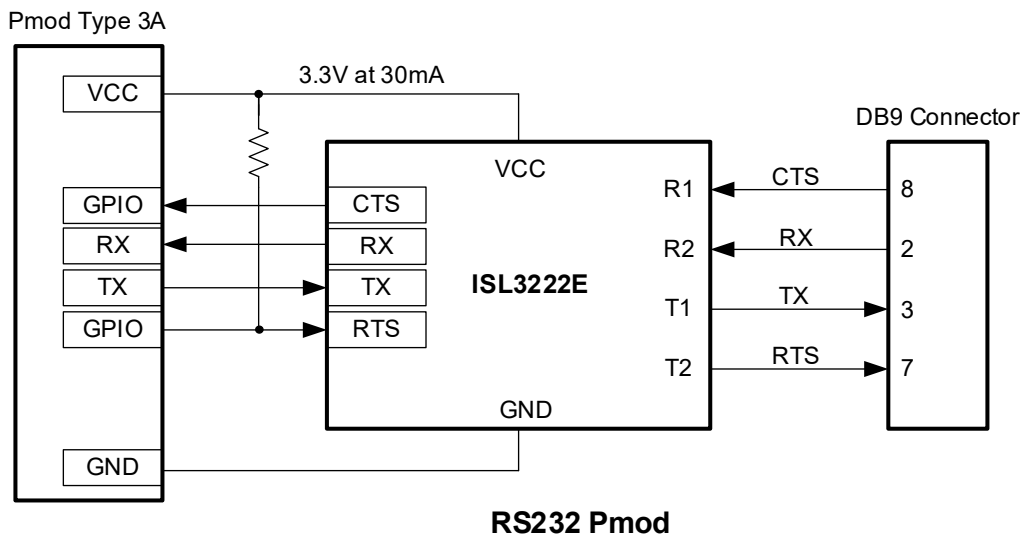 Pmod Type 3A
VCC
3.3V at 30mA
DB9 Connector
VCC
GPIO
CTS
R1
CTS
8
RX
RX
R2
RX
2
ISL3222E
TX
TX
T1
TX
3
GPIO
RTS
T2
RTS
7
GND
GND
RS232 Pmod